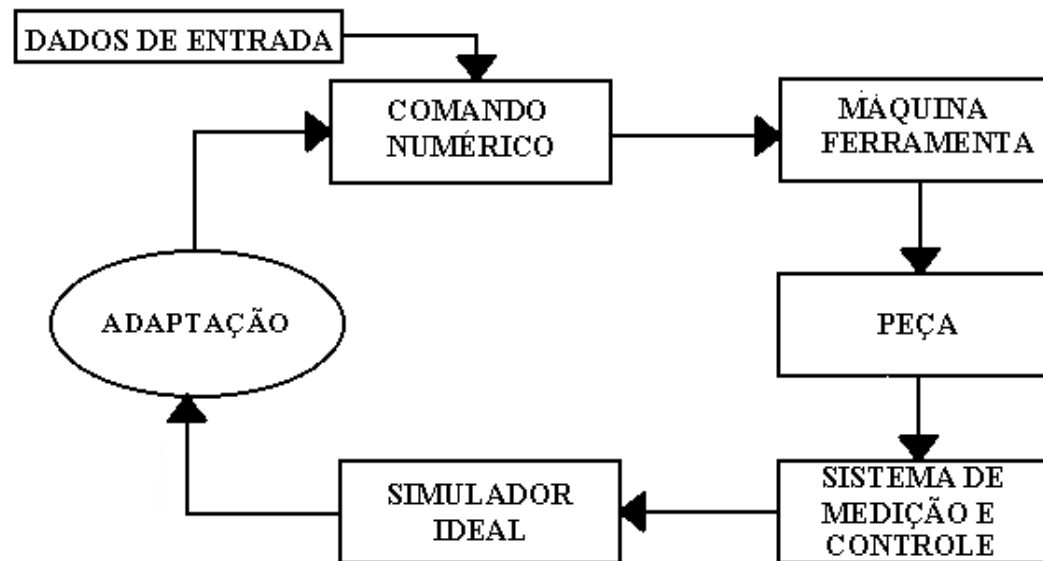 DADOS DE ENTRADA
COMANDO
NUMÉRICO
MÁQUINA
FERRAMENTA
ADAPTAÇÃO
PEÇA
SIMULADOR
IDEAL
SISTEMA DE
MEDIÇÃO E
CONTROLE